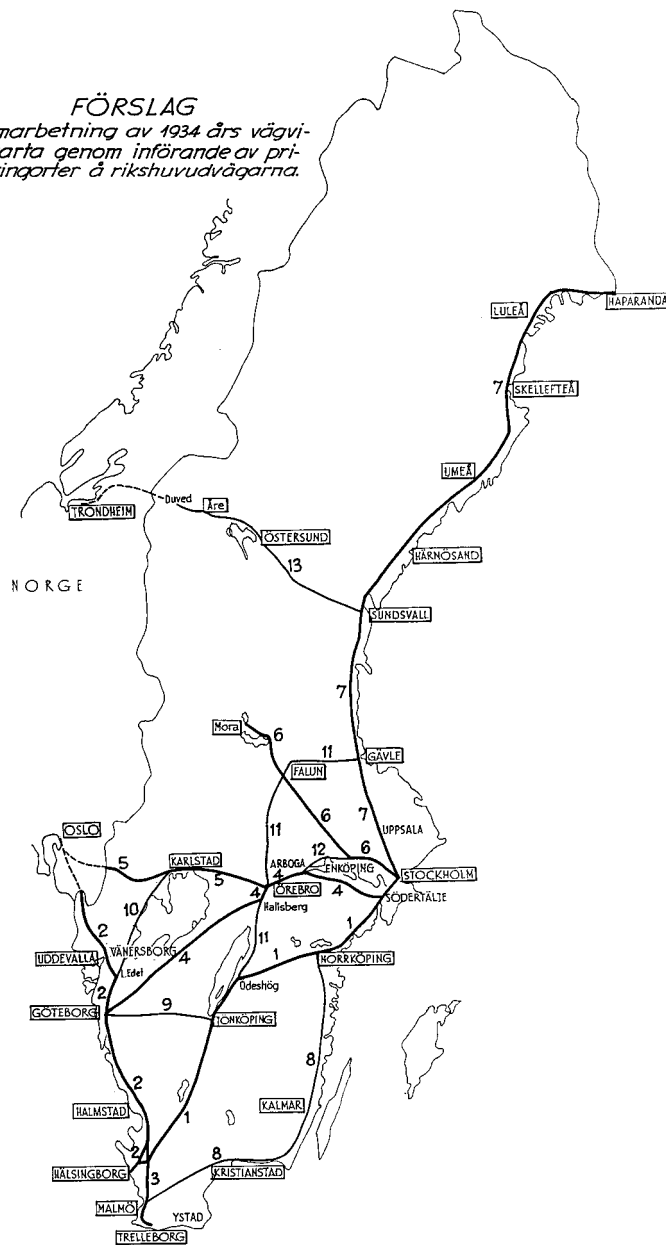 FÖRSLAG
marbetning av 1934 års vägvi-
arta genom införande av pri-
ingorter å rikshuvudvägarna.
LULEÅ
HAPARANDA
7
SKELLEFTEÅ
UMEÅ
TRONDHEIM
Duved
Åre
ÖSTERSUND
HÄRNÖSAND
13
NORGE
SUNDSVALL
7
Mora
6
11
GÄVLE
FALUN
6
7
11
UPPSALA
OSLO
12
6
5
KARLSTAD
5
ARBOGA
4
ENKÖPING
STOCKHOLM
4
ÖREBRO
4
SÖDERTÄLJE
Hallsberg
10
2
VÄNERSBORG
4
11
1
1
UDDEVALLA
L.Edet
NORRKÖPING
Ödeshög
2
9
GÖTEBORG
JÖNKÖPING
8
2
HALMSTAD
1
KALMAR
2
8
HÄLSINGBORG
3
KRISTIANSTAD
MALMÖ
YSTAD
TRELLEBORG